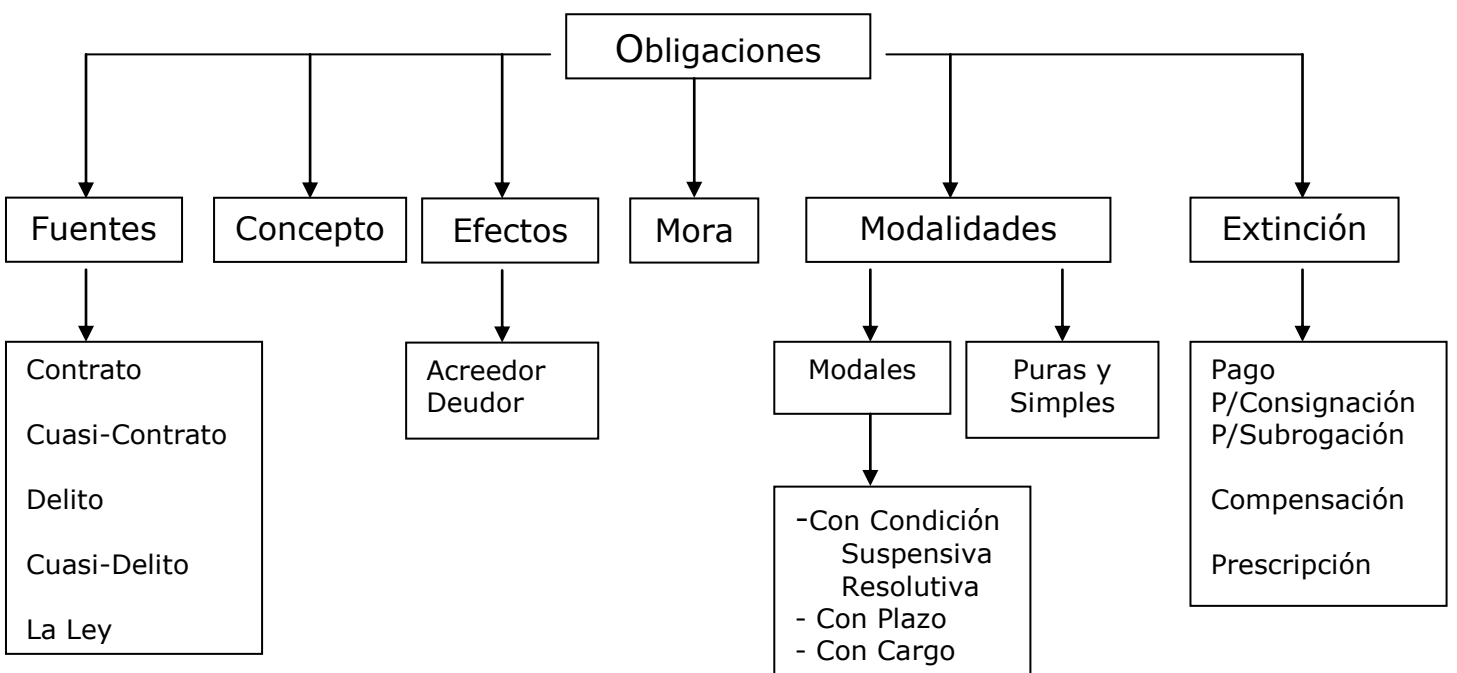 Obligaciones
Fuentes
Concepto
Efectos
Mora
Modalidades
Extinción
Contrato
Cuasi-Contrato
Delito
Cuasi-Delito
La Ley
Acreedor
Deudor
Modales
Puras y
Simples
-Con Condición
Suspensiva
Resolutiva
- Con Plazo
- Con Cargo
Pago
P/Consignación
P/Subrogación
Compensación
Prescripción